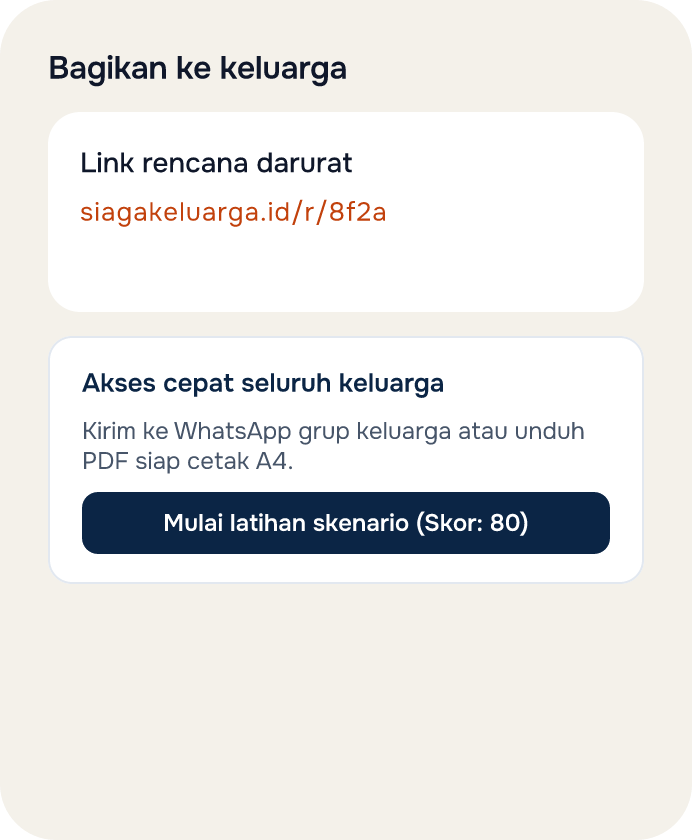 Bagikan ke keluarga
Link rencana darurat
siagakeluarga.id/r/8f2a
Akses cepat seluruh keluarga
Kirim ke WhatsApp grup keluarga atau unduh
PDF siap cetak A4.
Mulai latihan skenario (Skor: 80)